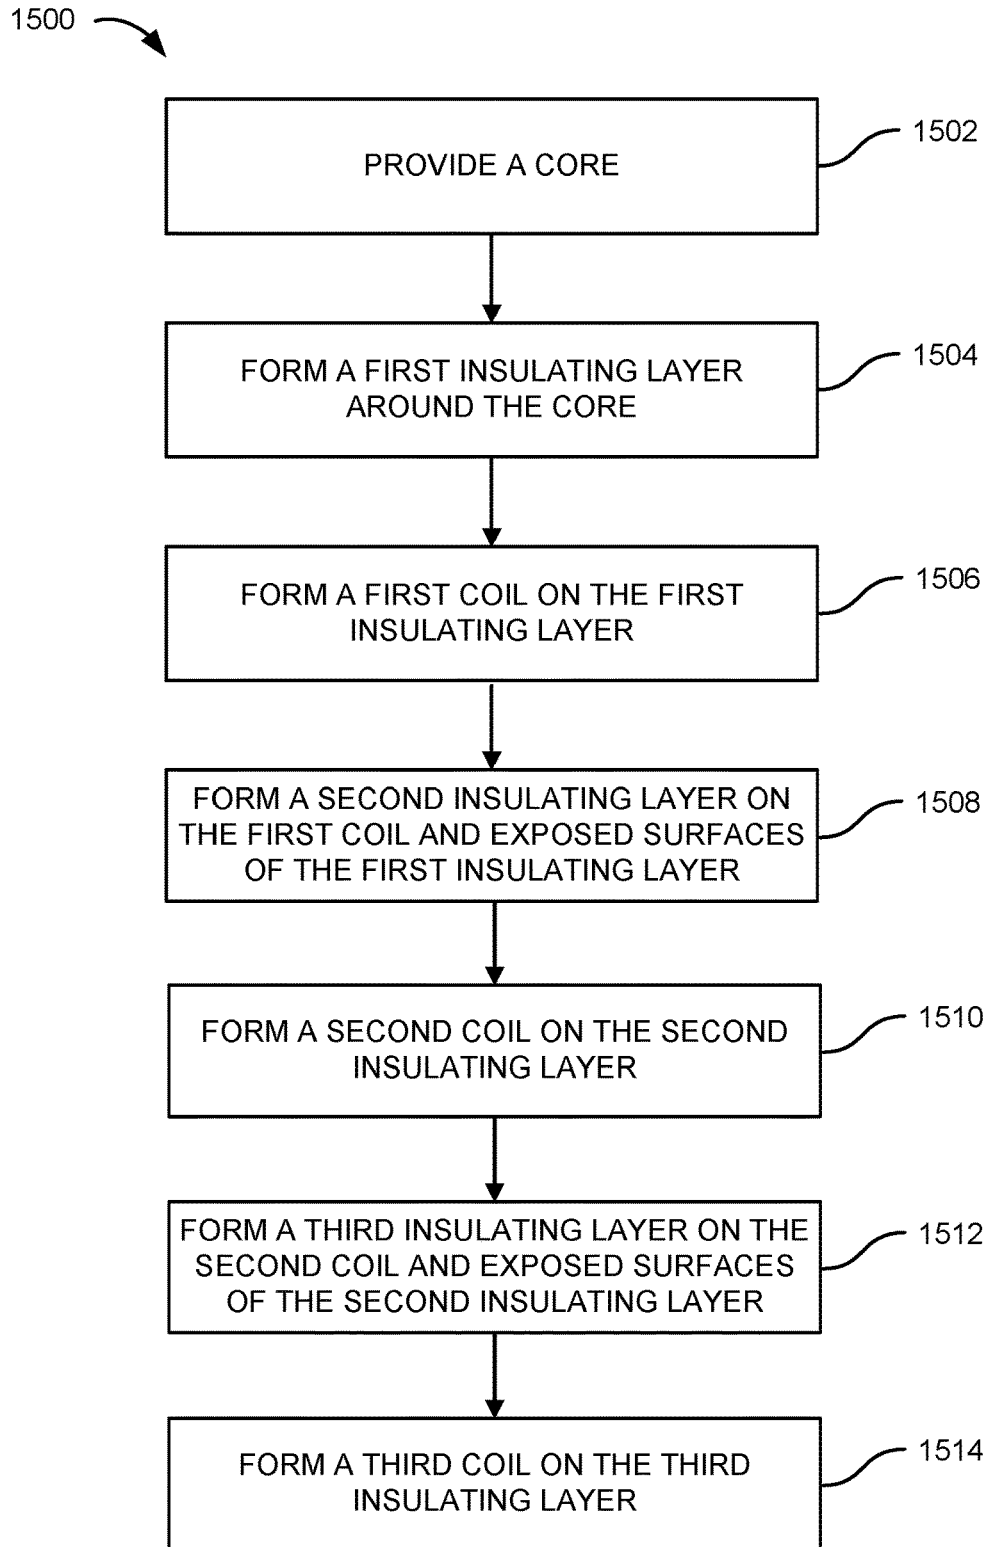 1500
PROVIDE A CORE
1502
FORM A FIRST INSULATING LAYER
AROUND THE CORE
1504
FORM A FIRST COIL ON THE FIRST
INSULATING LAYER
1506
FORM A SECOND INSULATING LAYER ON
THE FIRST COIL AND EXPOSED SURFACES
OF THE FIRST INSULATING LAYER
1508
FORM A SECOND COIL ON THE SECOND
INSULATING LAYER
1510
FORM A THIRD INSULATING LAYER ON THE
SECOND COIL AND EXPOSED SURFACES
OF THE SECOND INSULATING LAYER
1512
FORM A THIRD COIL ON THE THIRD
INSULATING LAYER
1514